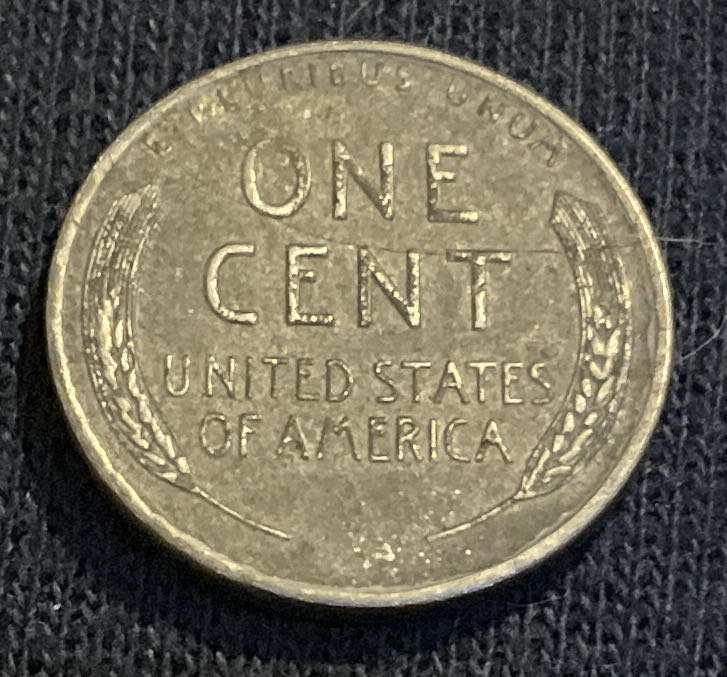 E PLURIBUS UNUM
ONE
CENT
UNITED STATES
OF AMERICA